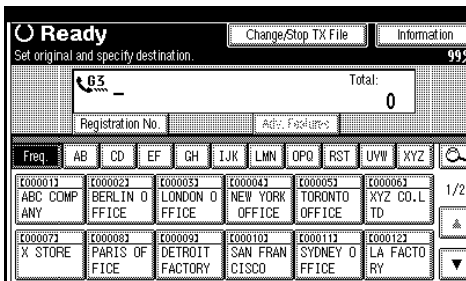 Ready
Change/Stop TX File
Information
Set original and specify destination.
99%
G3 _
Total:
0
Registration No.
Adv. Features
Freq.
AB
CD
EF
GH
IJK
LMN
OPQ
RST
UVW
XYZ
[00001]
ABC COMP
ANY
[00002]
BERLIN O
FFICE
[00003]
LONDON O
FFICE
[00004]
NEW YORK
OFFICE
[00005]
TORONTO
OFFICE
[00006]
XYZ CO.L
TD
1/2
[00007]
X STORE
[00008]
PARIS OF
FICE
[00009]
DETROIT
FACTORY
[00010]
SAN FRAN
CISCO
[00011]
SYDNEY O
FFICE
[00012]
LA FACTO
RY